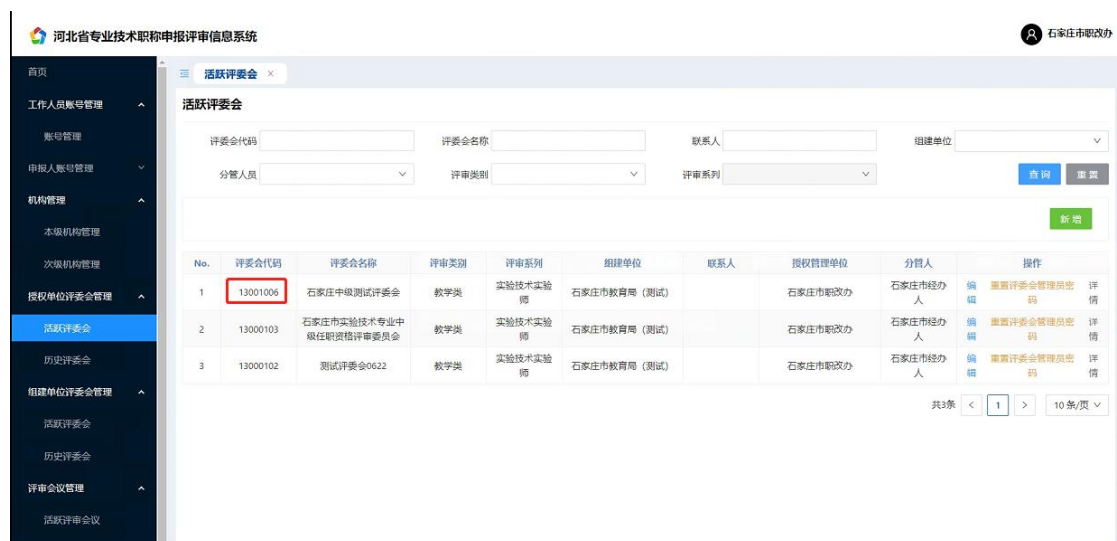 河北省专业技术职称申报评审信息系统
石家庄市职改办
首页
工作人员账号管理
账号管理
申报人账号管理
机构管理
本级机构管理
次级机构管理
授权单位评委会管理
活跃评委会
历史评委会
组建单位评委会管理
活跃评委会
历史评委会
评审会议管理
活跃评审会议
活跃评委会 ×
活跃评委会
评委会代码 评委会名称 联系人 组建单位
分管人员 评审类别 评审系列 查询 重置
新增
No. 评委会代码 评委会名称 评审类别 评审系列 组建单位 联系人 授权管理单位 分管人 操作
1 13001006 石家庄中级测试评委会 教学类 实验技术实验师 石家庄市教育局（测试） 石家庄市职改办 石家庄市经办人 编辑 重置评委会管理员密码 详情
2 13000103 石家庄市实验技术专业中级任职资格评审委员会 教学类 实验技术实验师 石家庄市教育局（测试） 石家庄市职改办 石家庄市经办人 编辑 重置评委会管理员密码 详情
3 13000102 测试评委会0622 教学类 实验技术实验师 石家庄市教育局（测试） 石家庄市职改办 石家庄市经办人 编辑 重置评委会管理员密码 详情
共3条 < 1 > 10条/页